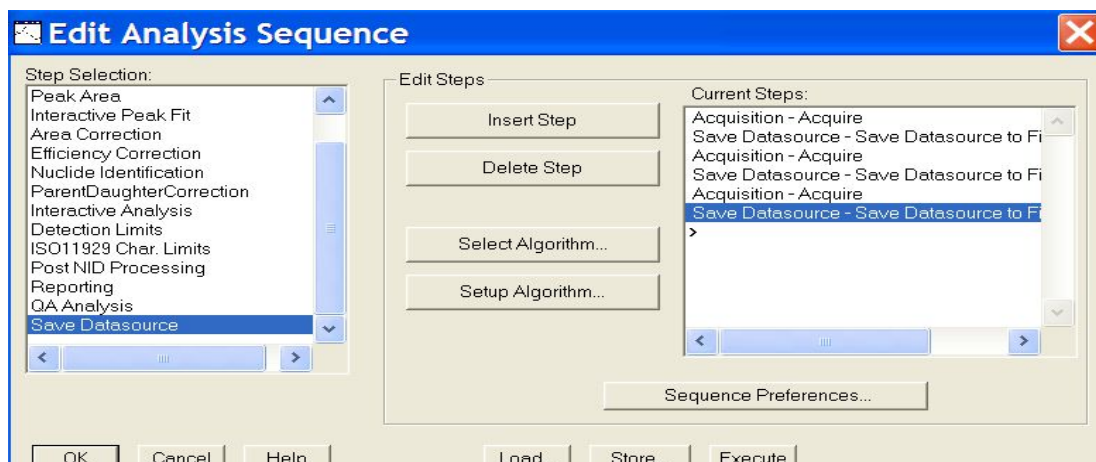 Edit Analysis Sequence
Step Selection:
Peak Area
Interactive Peak Fit
Area Correction
Efficiency Correction
Nuclide Identification
ParentDaughterCorrection
Interactive Analysis
Detection Limits
ISO11929 Char. Limits
Post NID Processing
Reporting
QA Analysis
Save Datasource
Edit Steps
Insert Step
Delete Step
Select Algorithm...
Setup Algorithm...
Current Steps:
Acquisition - Acquire
Save Datasource - Save Datasource to Fi
Acquisition - Acquire
Save Datasource - Save Datasource to Fi
Acquisition - Acquire
Save Datasource - Save Datasource to Fi
>
Sequence Preferences...
OK
Cancel
Help
Load
Store
Execute